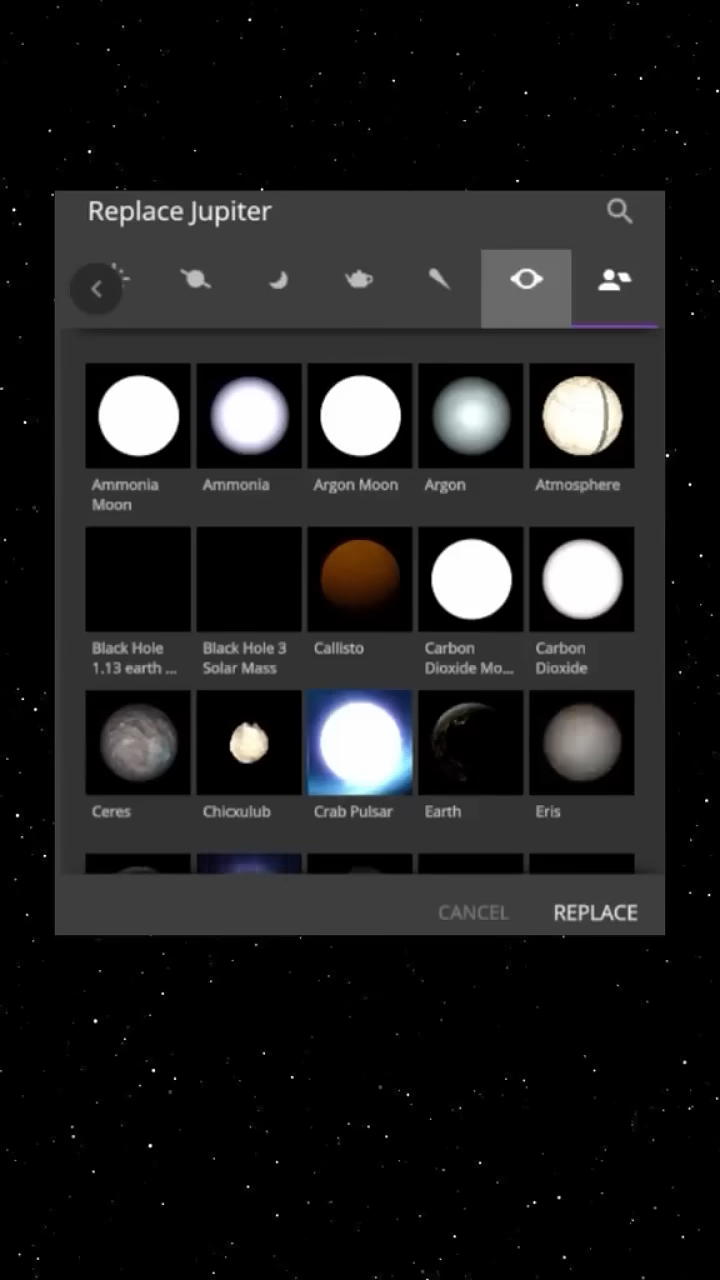 Replace Jupiter
Ammonia
Moon
Ammonia
Argon Moon
Argon
Atmosphere
Black Hole
1.13 earth ...
Black Hole 3
Solar Mass
Callisto
Carbon
Dioxide Mo...
Carbon
Dioxide
Ceres
Chicxulub
Crab Pulsar
Earth
Eris
CANCEL
REPLACE